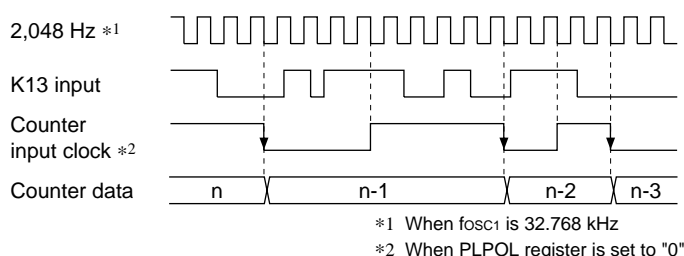 2,048 Hz *1
K13 input
Counter
input clock *2
Counter data
n
n-1
n-2
n-3
*1 When fOSC1 is 32.768 kHz
*2 When PLPOL register is set to "0"